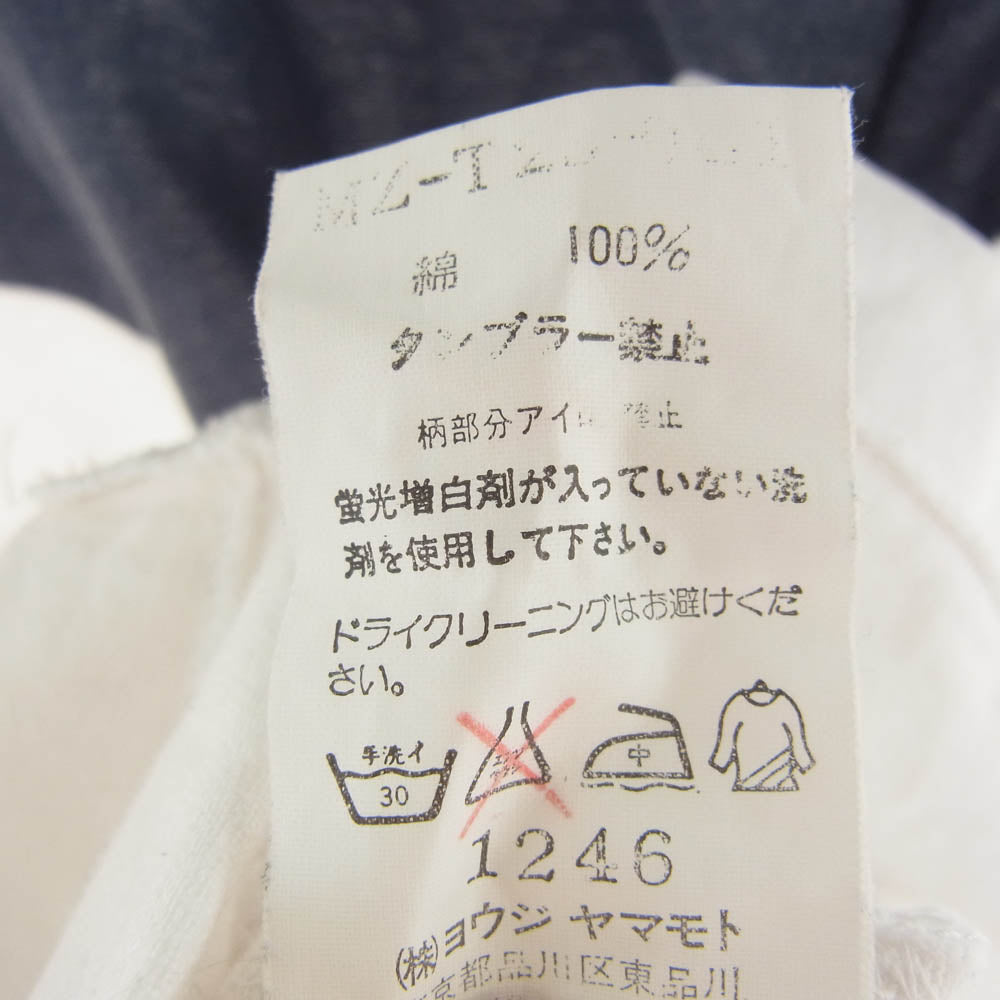 綿 100%
タンブラー禁止
柄部分アイロン禁止
蛍光増白剤が入っていない洗
剤を使用して下さい。
ドライクリーニングはお避けくだ
さい。
手洗イ
30
中
1246
(株)ヨウジ ヤマモト
東京都品川区東品川